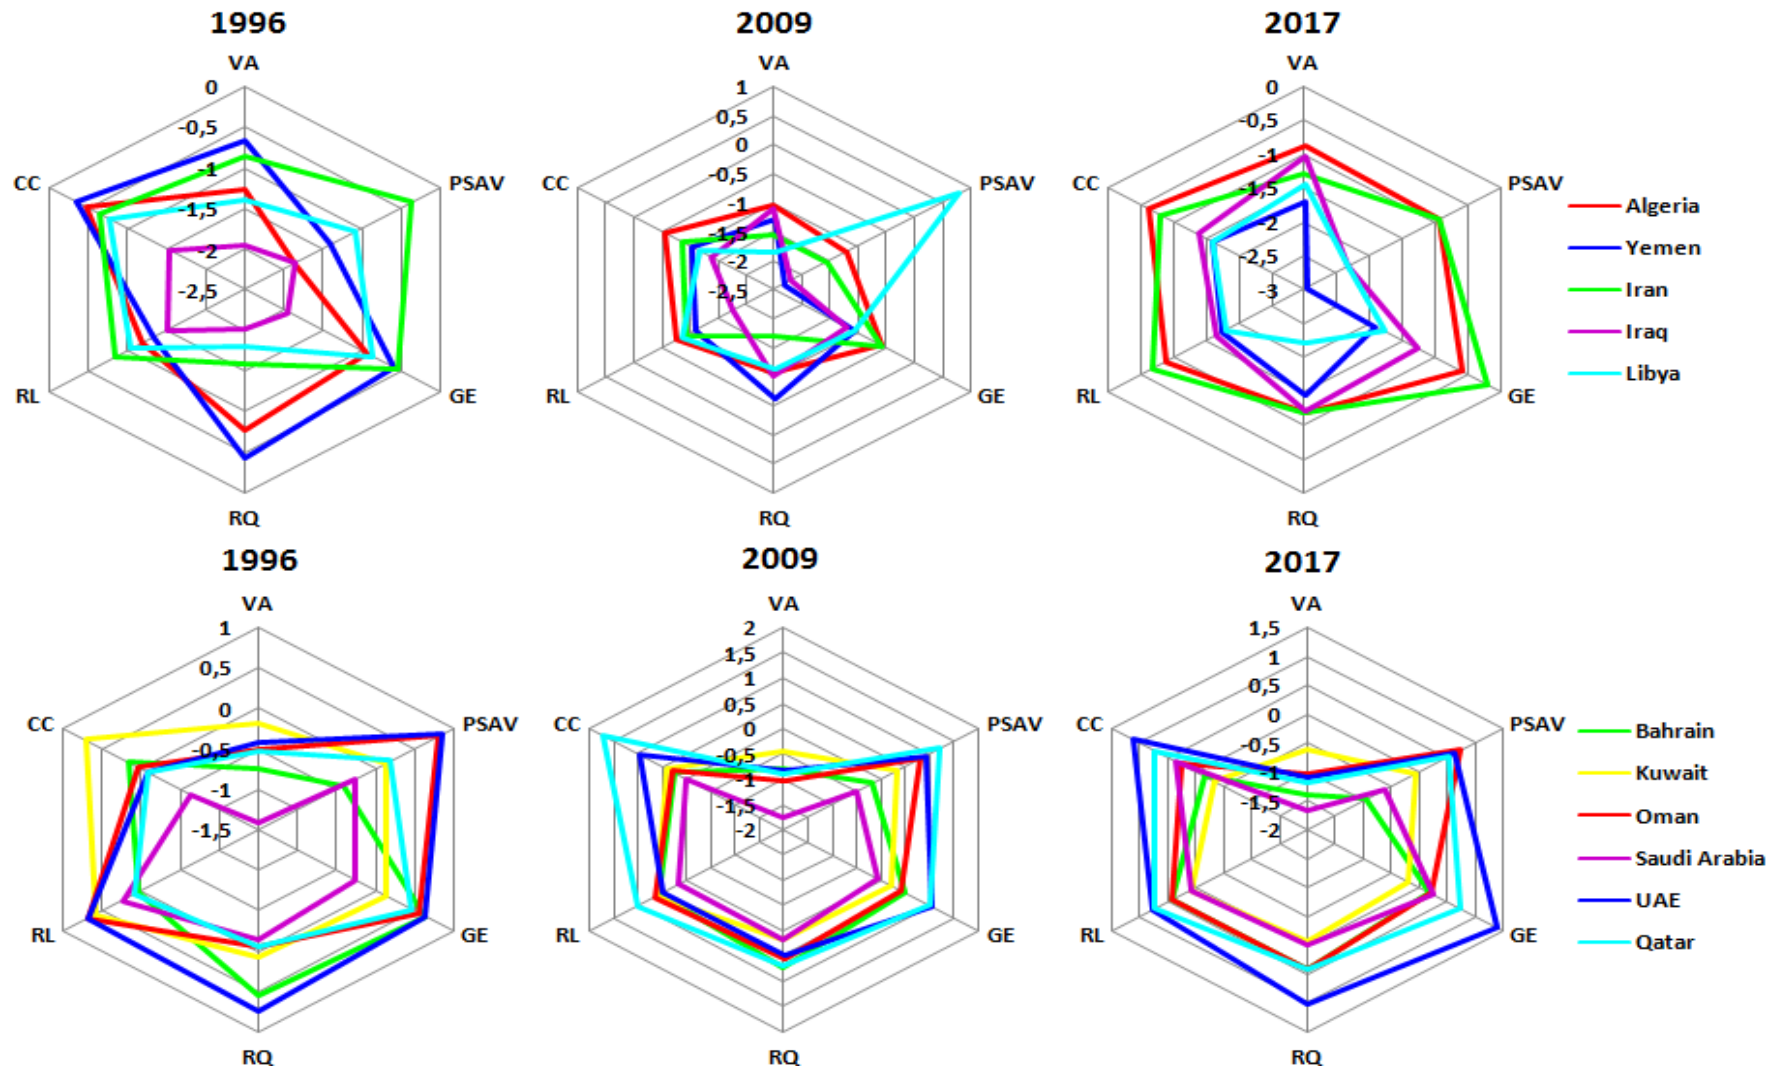 1996
VA
0
-0,5
-1
-1,5
-2
-2,5
CC
PSAV
RL
GE
RQ
2009
VA
1
0,5
0
-0,5
-1
-1,5
-2
-2,5
CC
PSAV
RL
GE
RQ
2017
VA
0
-0,5
-1
-1,5
-2
-2,5
-3
CC
PSAV
RL
GE
RQ
Algeria
Yemen
Iran
Iraq
Libya
1996
VA
1
0,5
0
-0,5
-1
-1,5
CC
PSAV
RL
GE
RQ
2009
VA
2
1,5
1
0,5
0
-0,5
-1
-1,5
-2
CC
PSAV
RL
GE
RQ
2017
VA
1,5
1
0,5
0
-0,5
-1
-1,5
-2
CC
PSAV
RL
GE
RQ
Bahrain
Kuwait
Oman
Saudi Arabia
UAE
Qatar